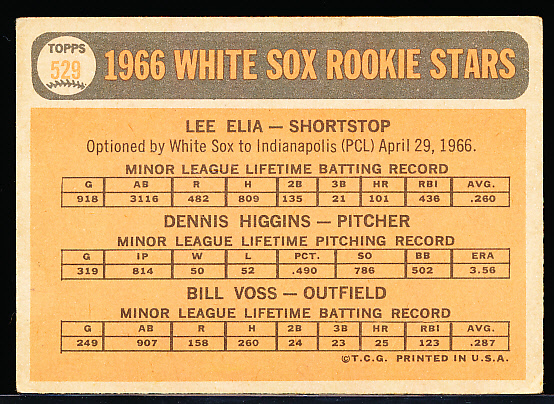 TOPPS
529
1966 WHITE SOX ROOKIE STARS
LEE ELIA — SHORTSTOP
Optioned by White Sox to Indianapolis (PCL) April 29, 1966.
MINOR LEAGUE LIFETIME BATTING RECORD
G AB R H 2B 3B HR RBI AVG.
918 3116 482 809 135 21 101 436 .260
DENNIS HIGGINS — PITCHER
MINOR LEAGUE LIFETIME PITCHING RECORD
G IP W L PCT. SO BB ERA
319 814 50 52 .490 786 502 3.56
BILL VOSS — OUTFIELD
MINOR LEAGUE LIFETIME BATTING RECORD
G AB R H 2B 3B HR RBI AVG.
249 907 158 260 24 23 25 123 .287
©T.C.G. PRINTED IN U.S.A.